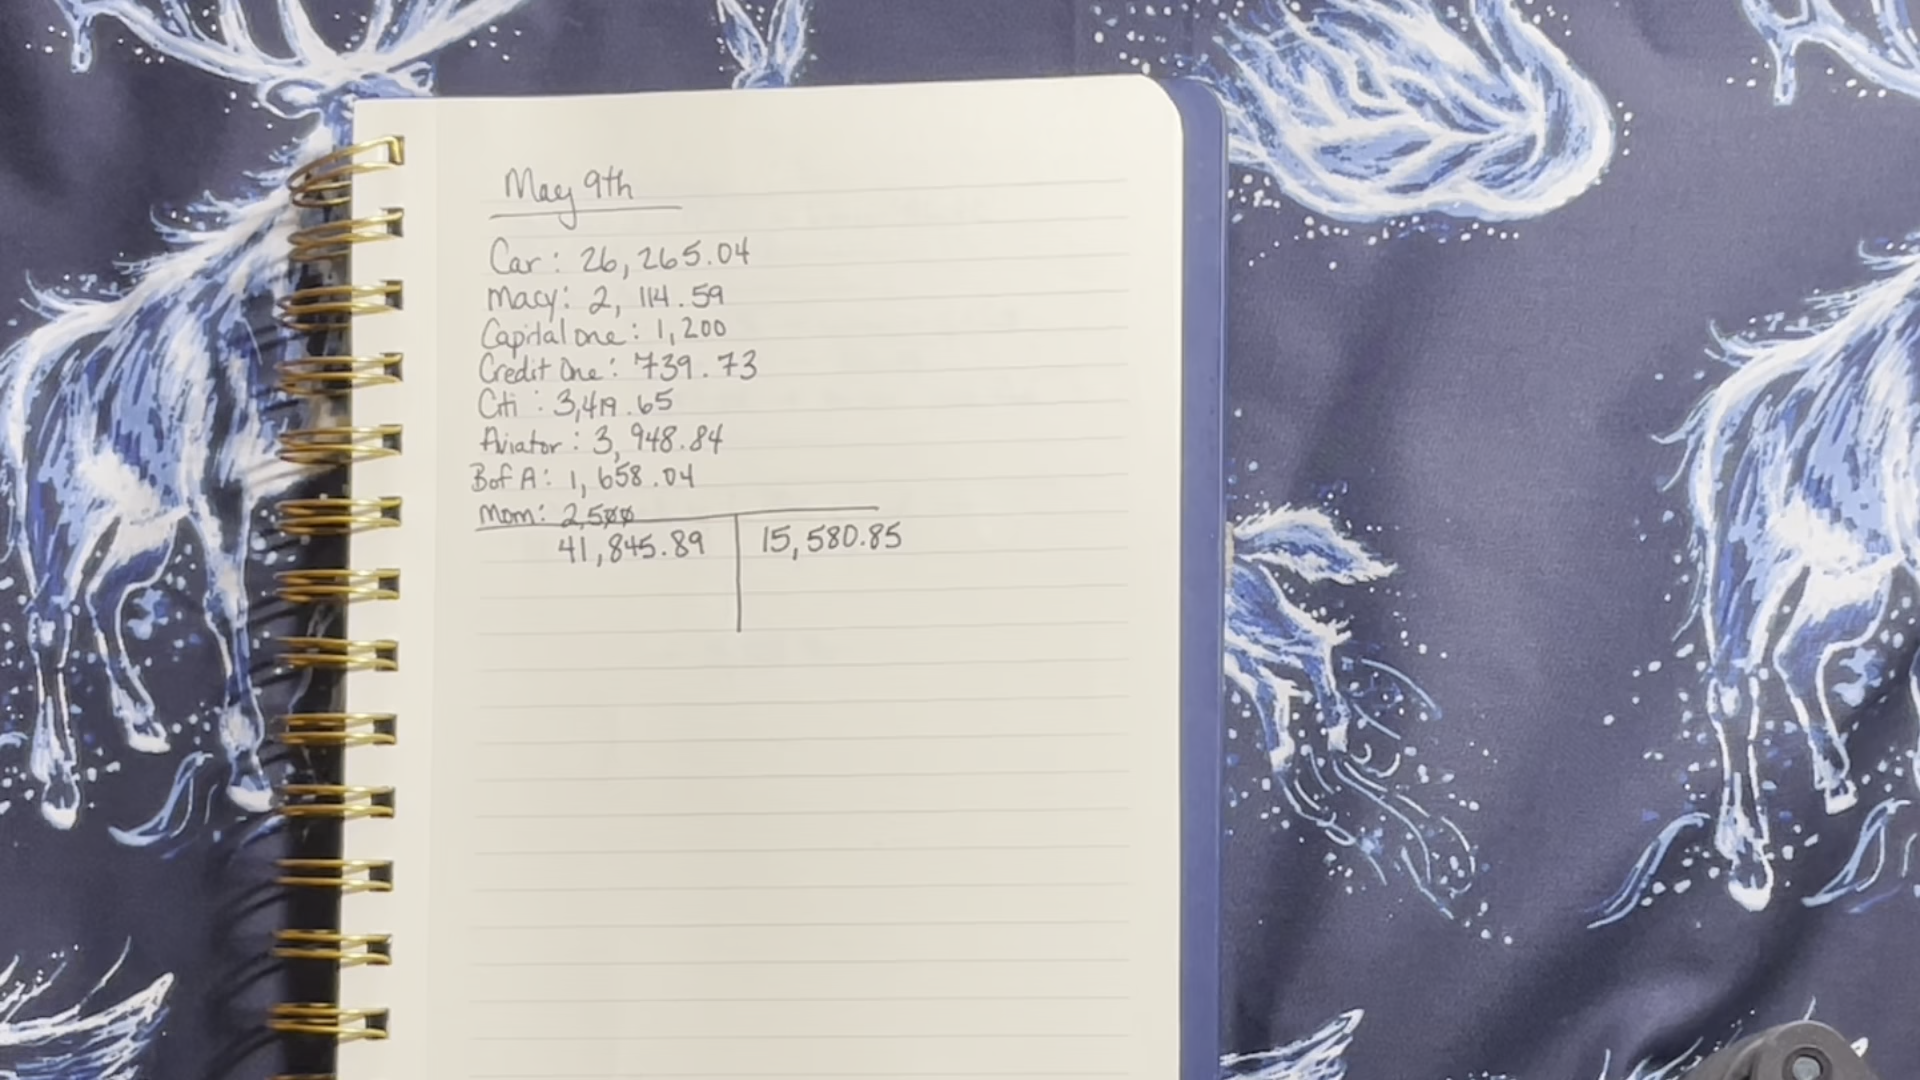 May 9th
Car: 26,265.04
Macy: 2,114.59
Capital one: 1,200
Credit One: 739.73
Citi: 3,419.65
Aviator: 3,948.84
BofA: 1,658.04
Mom: 2,500
41,845.89 15,580.85